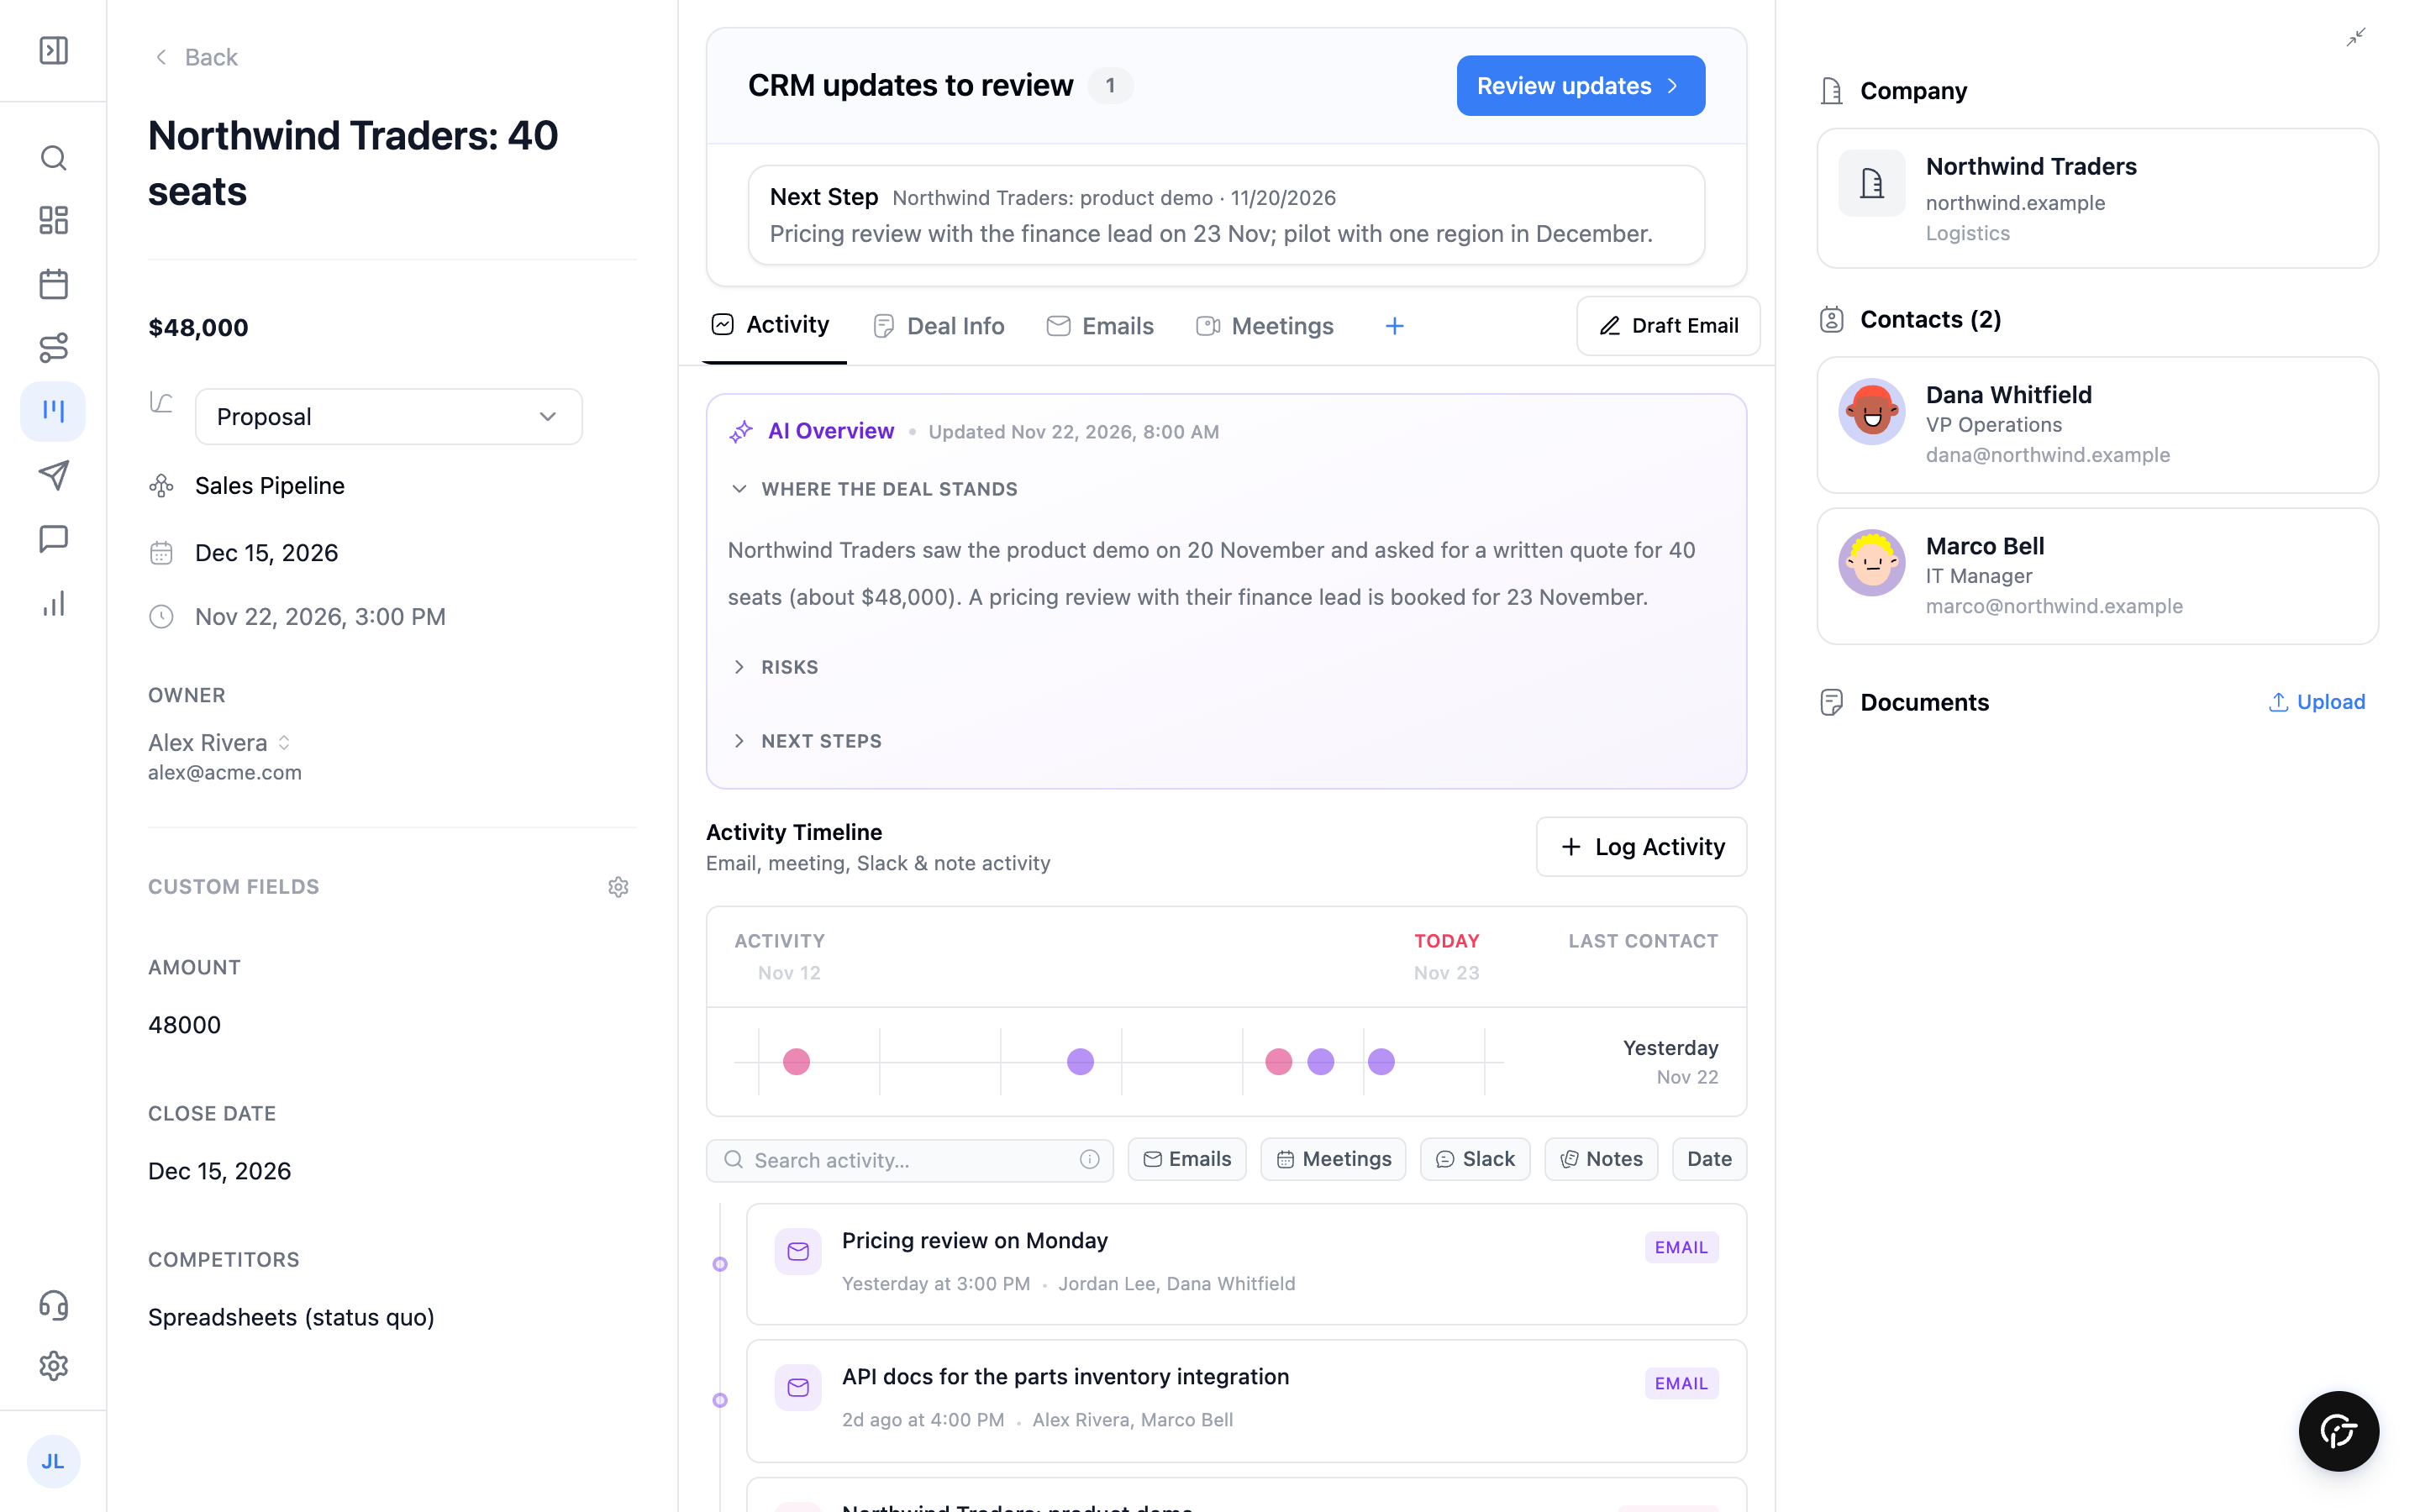 Back
Northwind Traders: 40
seats
$48,000
Proposal
Sales Pipeline
Dec 15, 2026
Nov 22, 2026, 3:00 PM
OWNER
Alex Rivera
alex@acme.com
CUSTOM FIELDS
AMOUNT
48000
CLOSE DATE
Dec 15, 2026
COMPETITORS
Spreadsheets (status quo)
JL
CRM updates to review 1
Review updates
Next Step Northwind Traders: product demo · 11/20/2026
Pricing review with the finance lead on 23 Nov; pilot with one region in December.
Activity
Deal Info
Emails
Meetings
Draft Email
AI Overview • Updated Nov 22, 2026, 8:00 AM
WHERE THE DEAL STANDS
Northwind Traders saw the product demo on 20 November and asked for a written quote for 40
seats (about $48,000). A pricing review with their finance lead is booked for 23 November.
RISKS
NEXT STEPS
Activity Timeline
Email, meeting, Slack & note activity
Log Activity
ACTIVITY
TODAY
LAST CONTACT
Nov 12
Nov 23
Yesterday
Nov 22
Search activity...
Emails
Meetings
Slack
Notes
Date
Pricing review on Monday
EMAIL
Yesterday at 3:00 PM • Jordan Lee, Dana Whitfield
API docs for the parts inventory integration
EMAIL
2d ago at 4:00 PM • Alex Rivera, Marco Bell
Northwind Traders: product demo
Company
Northwind Traders
northwind.example
Logistics
Contacts (2)
Dana Whitfield
VP Operations
dana@northwind.example
Marco Bell
IT Manager
marco@northwind.example
Documents
Upload